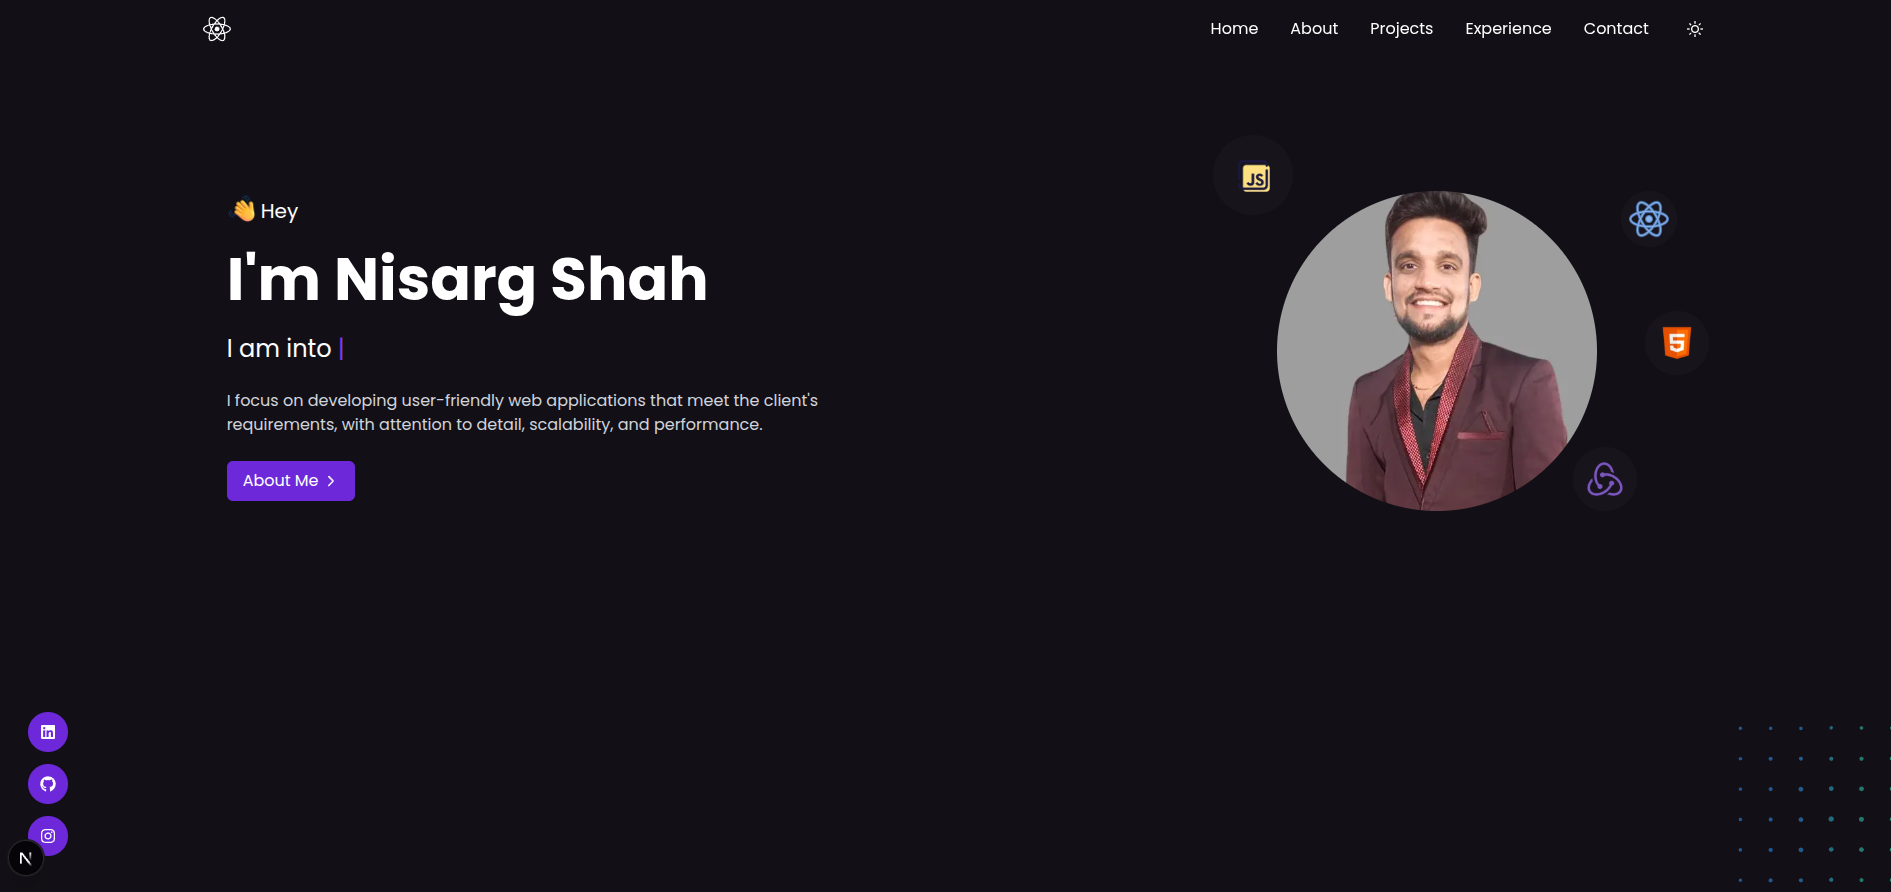 Home About Projects Experience Contact
JS
👋 Hey
I'm Nisarg Shah
I am into |
I focus on developing user-friendly web applications that meet the client's
requirements, with attention to detail, scalability, and performance.
About Me >
5
in
N